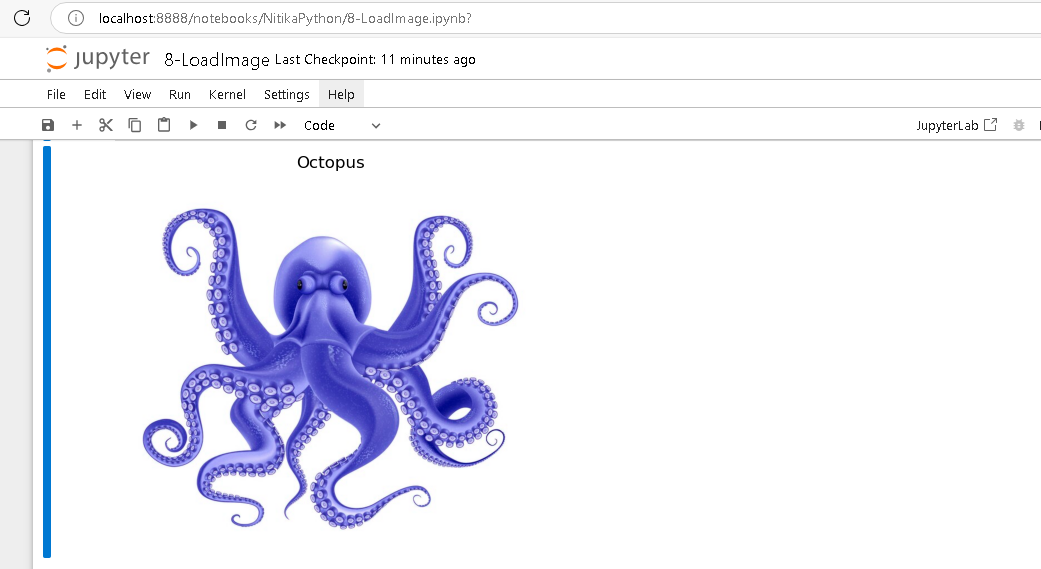 localhost:8888/notebooks/NitikaPython/8-LoadImage.ipynb?
jupyter 8-LoadImage Last Checkpoint: 11 minutes ago
File Edit View Run Kernel Settings Help
Code JupyterLab
Octopus